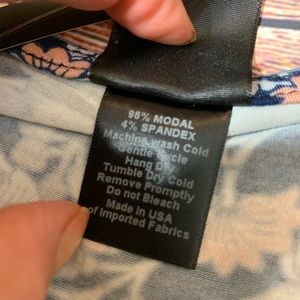 96% MODAL
4% SPANDEX
Machine wash Cold
Gentle Cycle
Hang Dry
Tumble Dry Cold
Remove Promptly
Do not Bleach
Made in USA
of Imported Fabrics